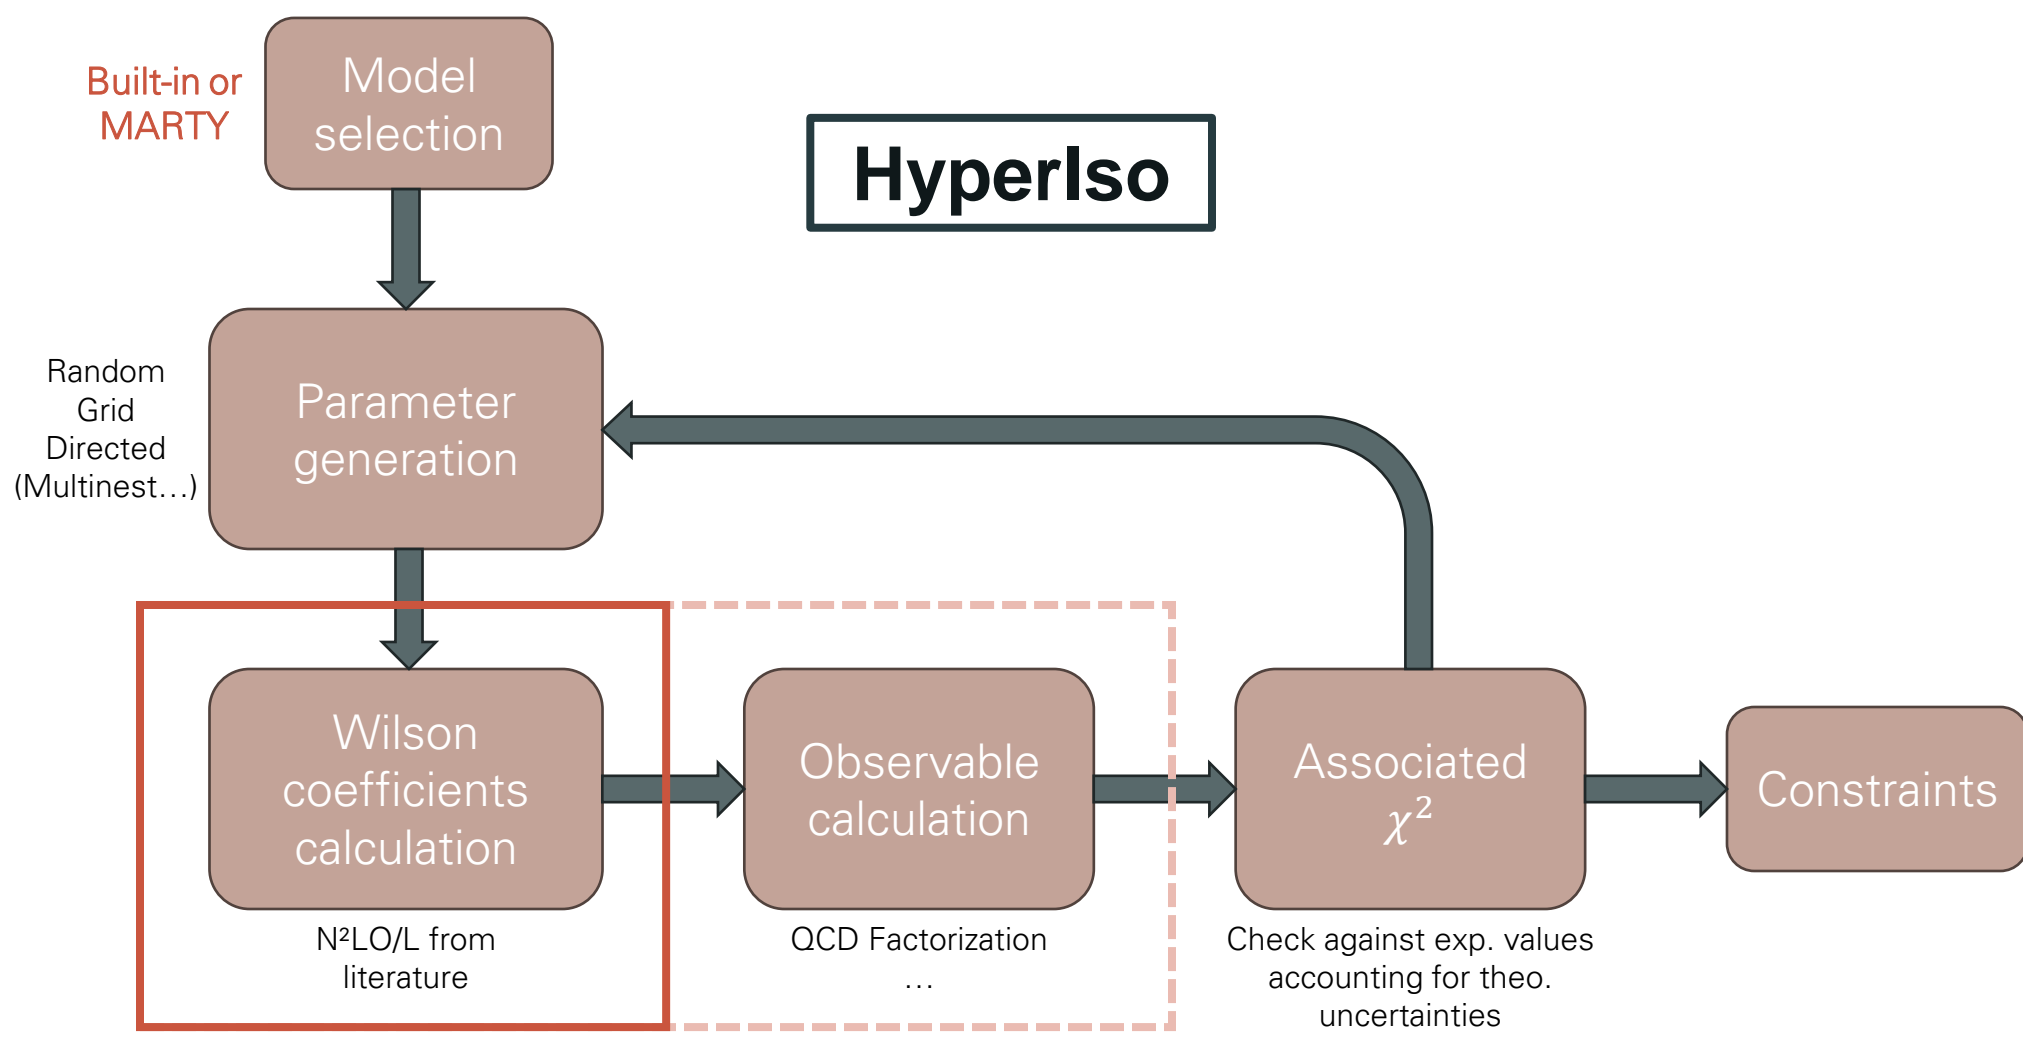 Built-in or
MARTY
Model
selection
HyperIso
Random
Grid
Directed
(Multinest…)
Parameter
generation
Wilson
coefficients
calculation
N²LO/L from
literature
Observable
calculation
QCD Factorization
…
Associated
χ²
Check against exp. values
accounting for theo.
uncertainties
Constraints